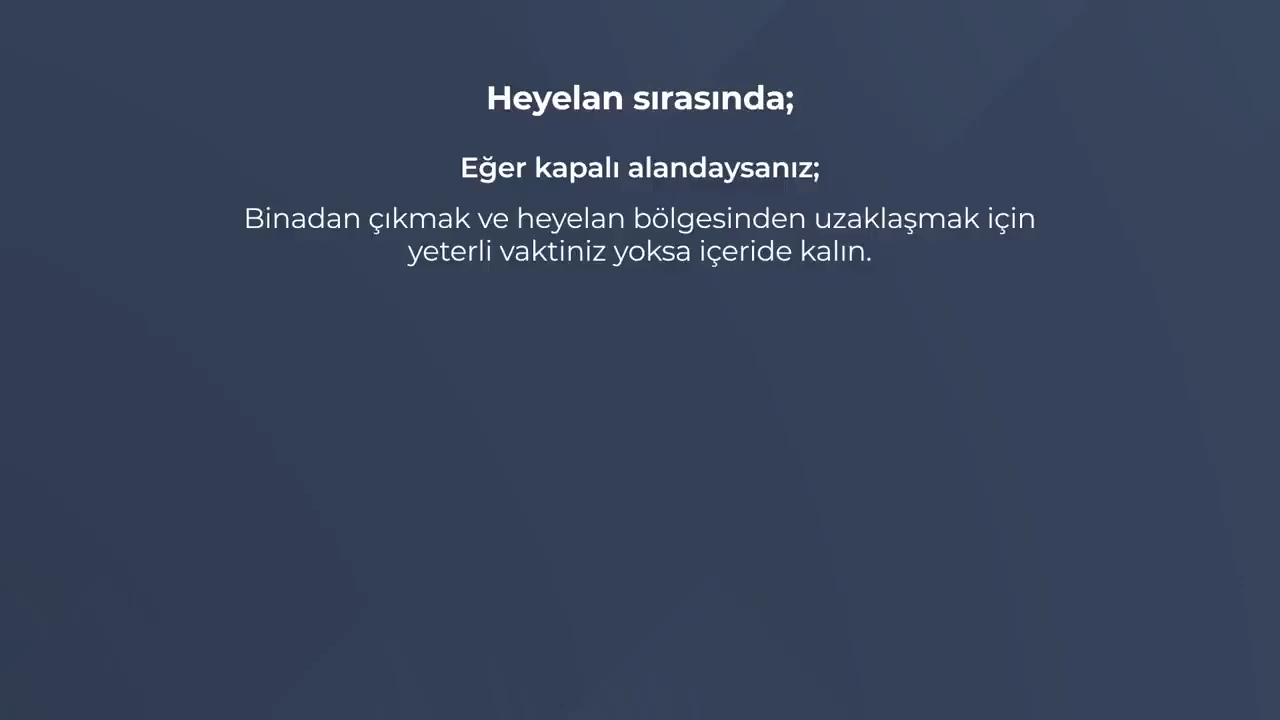 Heyelan sırasında;
Eğer kapalı alandaysanız;
Binadan çıkmak ve heyelan bölgesinden uzaklaşmak için
yeterli vaktiniz yoksa içeride kalın.